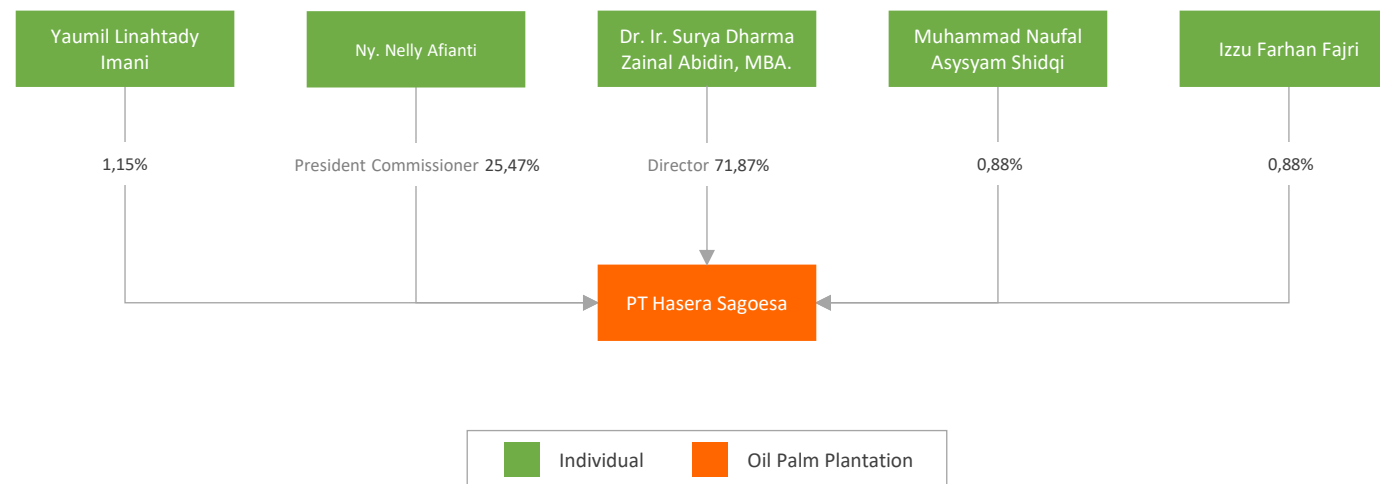 Yaumil Linahtady
Imani
Ny. Nelly Afianti
Dr. Ir. Surya Dharma
Zainal Abidin, MBA.
Muhammad Naufal
Asysyam Shidqi
Izzu Farhan Fajri
1,15%
President Commissioner 25,47%
Director 71,87%
0,88%
0,88%
PT Hasera Sagoesa
Individual
Oil Palm Plantation